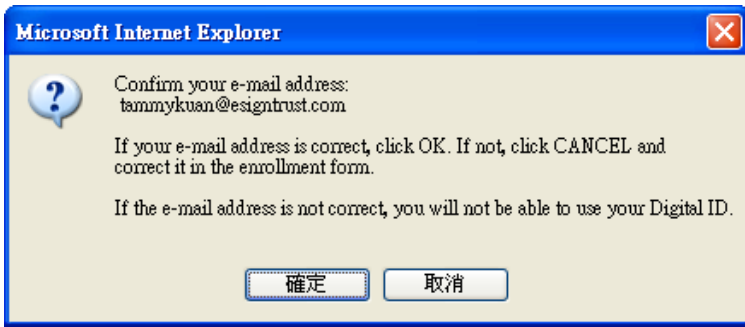 Microsoft Internet Explorer
Confirm your e-mail address:
tammykuan@esigntrust.com
If your e-mail address is correct, click OK. If not, click CANCEL and
correct it in the enrollment form.
If the e-mail address is not correct, you will not be able to use your Digital ID.
確定
取消